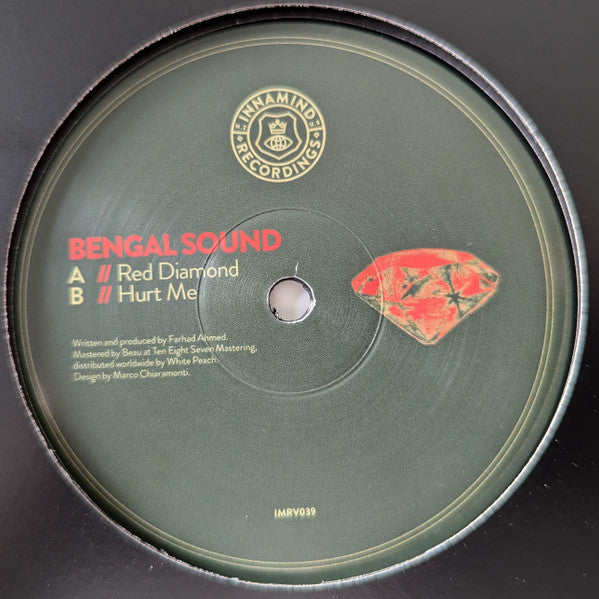 INNAMIND
RECORDINGS
BENGAL SOUND
A // Red Diamond
B // Hurt Me
Written and produced by Farhad Ahmed.
Mastered by Beau at Ten Eight Seven Mastering,
distributed worldwide by White Peach.
Design by Marco Chiaramonti.
IMRV039